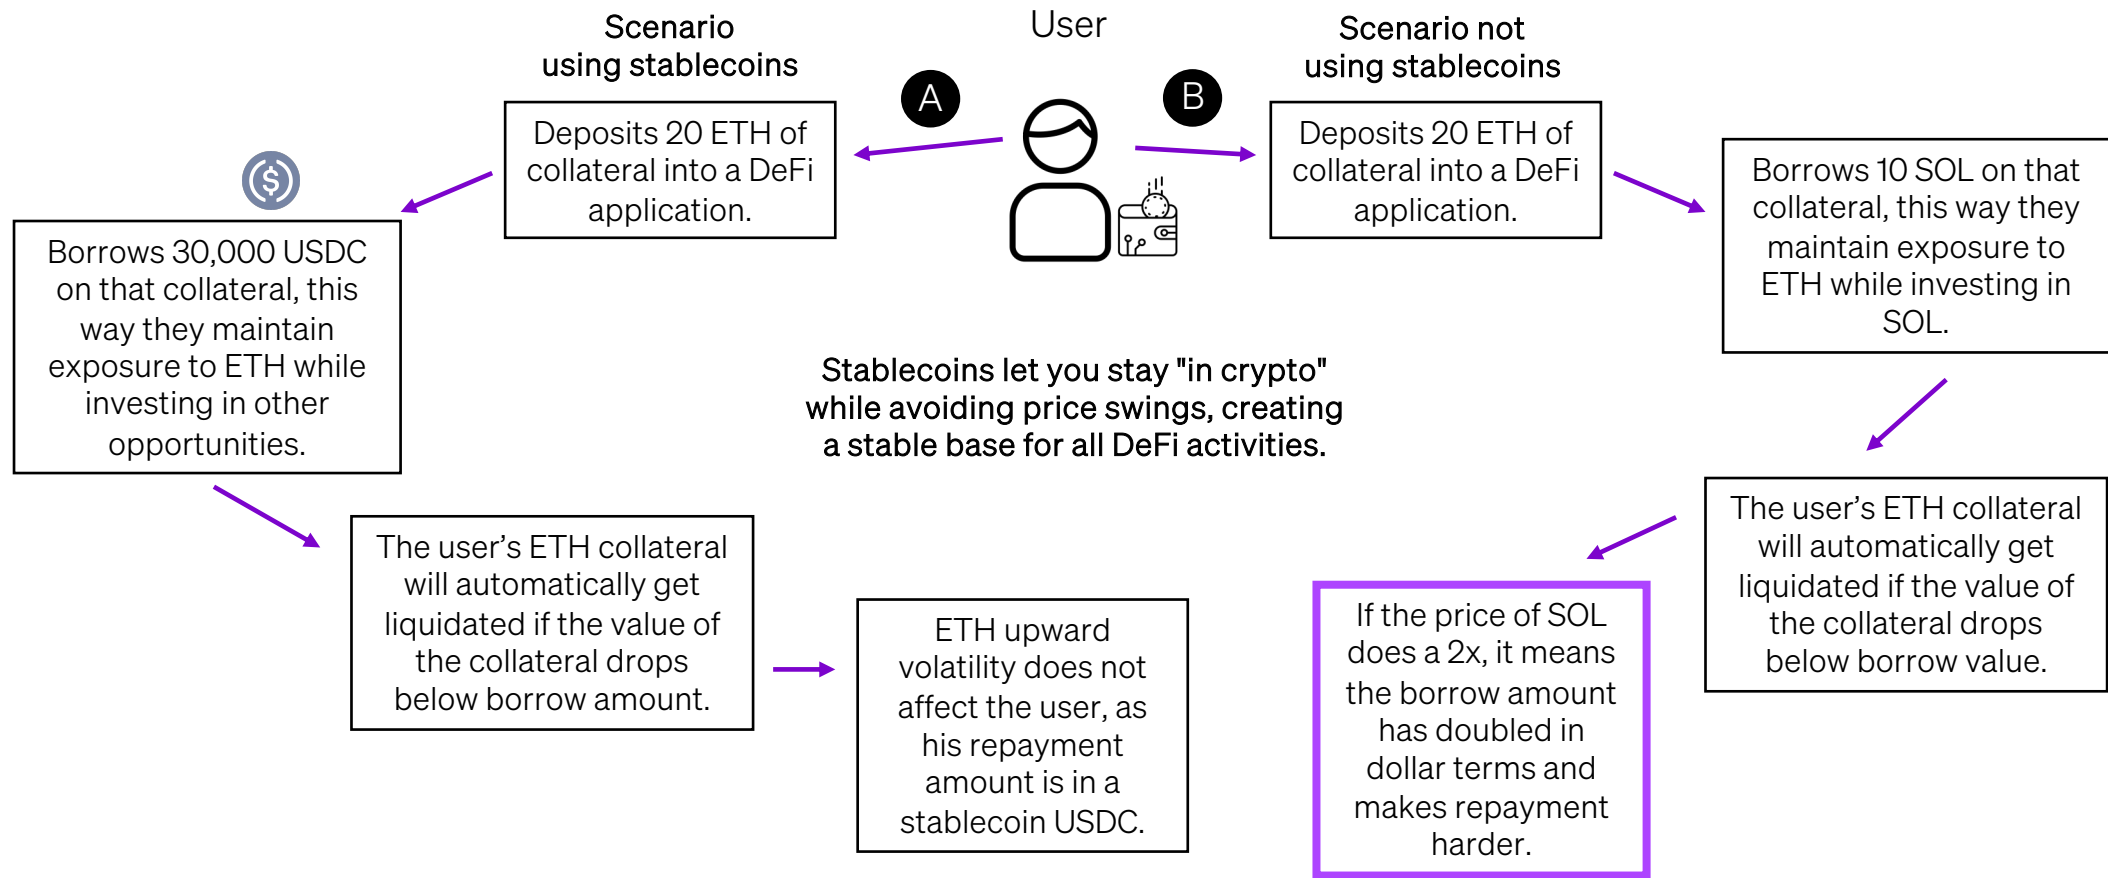 User
Scenario
using stablecoins
A
Deposits 20 ETH of
collateral into a DeFi
application.
$
Borrows 30,000 USDC
on that collateral, this
way they maintain
exposure to ETH while
investing in other
opportunities.
The user’s ETH collateral
will automatically get
liquidated if the value of
the collateral drops
below borrow amount.
ETH upward
volatility does not
affect the user, as
his repayment
amount is in a
stablecoin USDC.
Stablecoins let you stay "in crypto"
while avoiding price swings, creating
a stable base for all DeFi activities.
Scenario not
using stablecoins
B
Deposits 20 ETH of
collateral into a DeFi
application.
Borrows 10 SOL on that
collateral, this way they
maintain exposure to
ETH while investing in
SOL.
The user’s ETH collateral
will automatically get
liquidated if the value of
the collateral drops
below borrow value.
If the price of SOL
does a 2x, it means
the borrow amount
has doubled in
dollar terms and
makes repayment
harder.